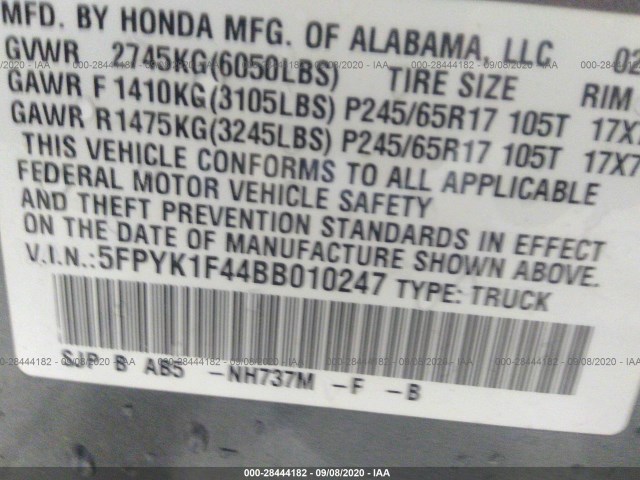 MFD. BY HONDA MFG. OF ALABAMA, LLC
GVWR 2745KG(6050LBS) TIRE SIZE RIM
GAWR F 1410KG(3105LBS) P245/65R17 105T 17X7
GAWR R1475KG(3245LBS) P245/65R17 105T 17X7
THIS VEHICLE CONFORMS TO ALL APPLICABLE
FEDERAL MOTOR VEHICLE SAFETY
AND THEFT PREVENTION STANDARDS IN EFFECT
ON THE DATE OF MANUFACTURE SHOWN ABOVE.
V.I.N.:5FPYK1F44BB010247 TYPE: TRUCK
B AB5 -NH737M -F -B
000-28444182 - 09/08/2020 - IAA